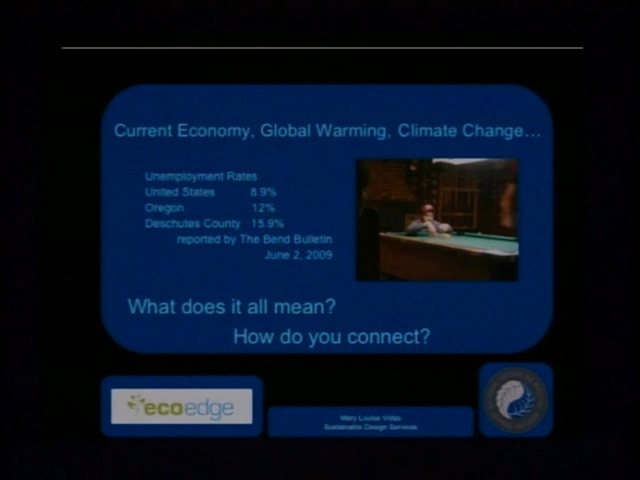 Current Economy, Global Warming, Climate Change...
Unemployment Rates
United States 8.9%
Oregon 12%
Deschutes County 15.9%
reported by The Bend Bulletin
June 2, 2009
What does it all mean?
How do you connect?
ecoedge
Mary Louise
Sustainable Design Services